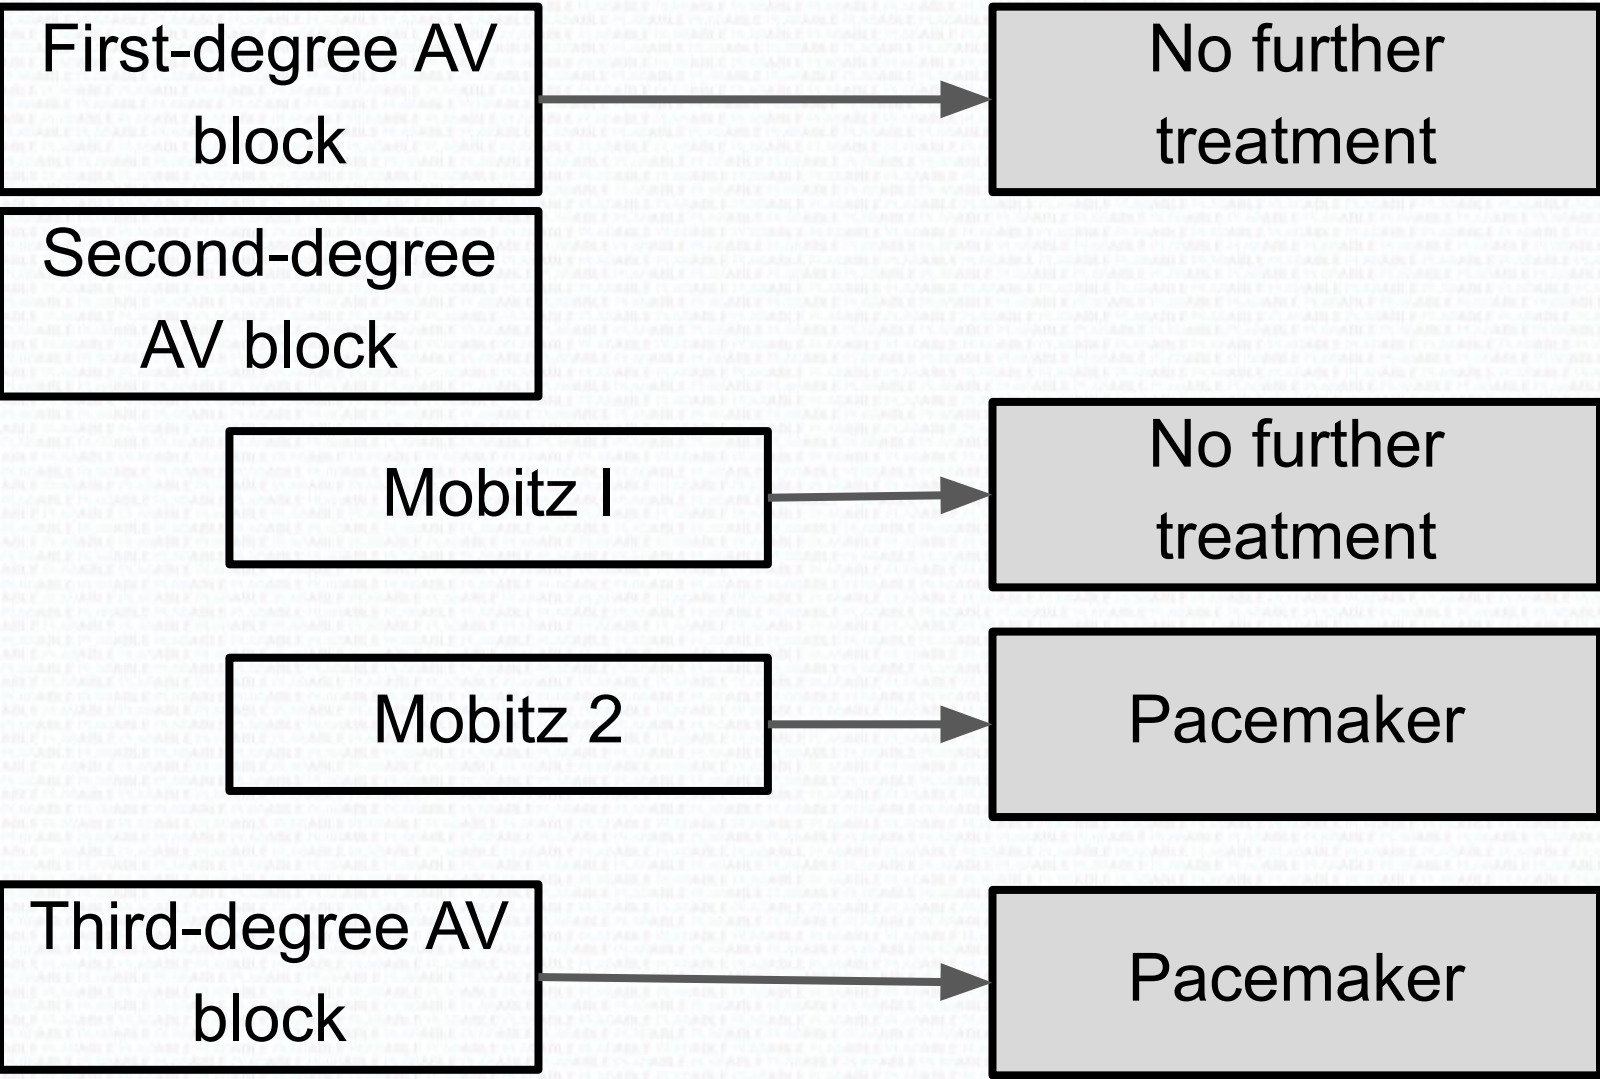 First-degree AV
block
No further
treatment
Second-degree
AV block
Mobitz I
No further
treatment
Mobitz 2
Pacemaker
Third-degree AV
block
Pacemaker